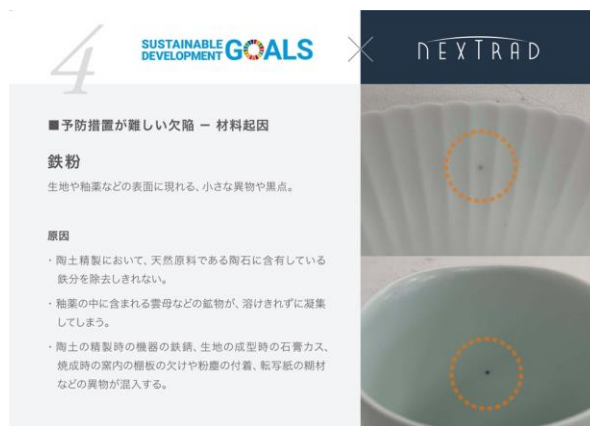 4
SUSTAINABLE
DEVELOPMENT GOALS
NEXTRAD
■予防措置が難しい欠陥 － 材料起因
鉄粉
生地や釉薬などの表面に現れる、小さな異物や黒点。
原因
・陶土精製において、天然原料である陶石に含有している
鉄分を除去しきれない。
・釉薬の中に含まれる雲母などの鉱物が、溶けきれずに凝集
してしまう。
・陶土の精製時の機器の鉄錆、生地の成型時の石膏カス、
焼成時の窯内の棚板の欠けや粉塵の付着、転写紙の糊材
などの異物が混入する。